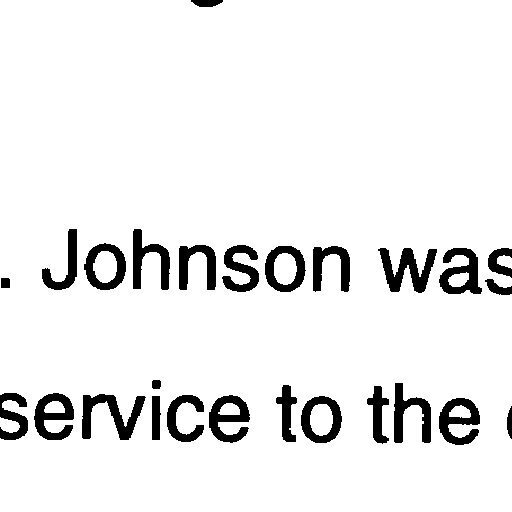 . Johnson was
service to the